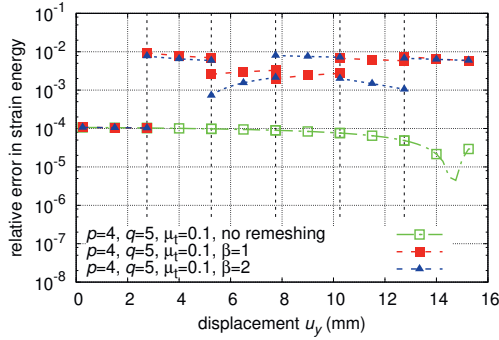 relative error in strain energy
10^-1
10^-2
10^-3
10^-4
10^-5
10^-6
10^-7
10^-8
p=4, q=5, μt=0.1, no remeshing
p=4, q=5, μt=0.1, β=1
p=4, q=5, μt=0.1, β=2
0 2 4 6 8 10 12 14 16
displacement uy (mm)